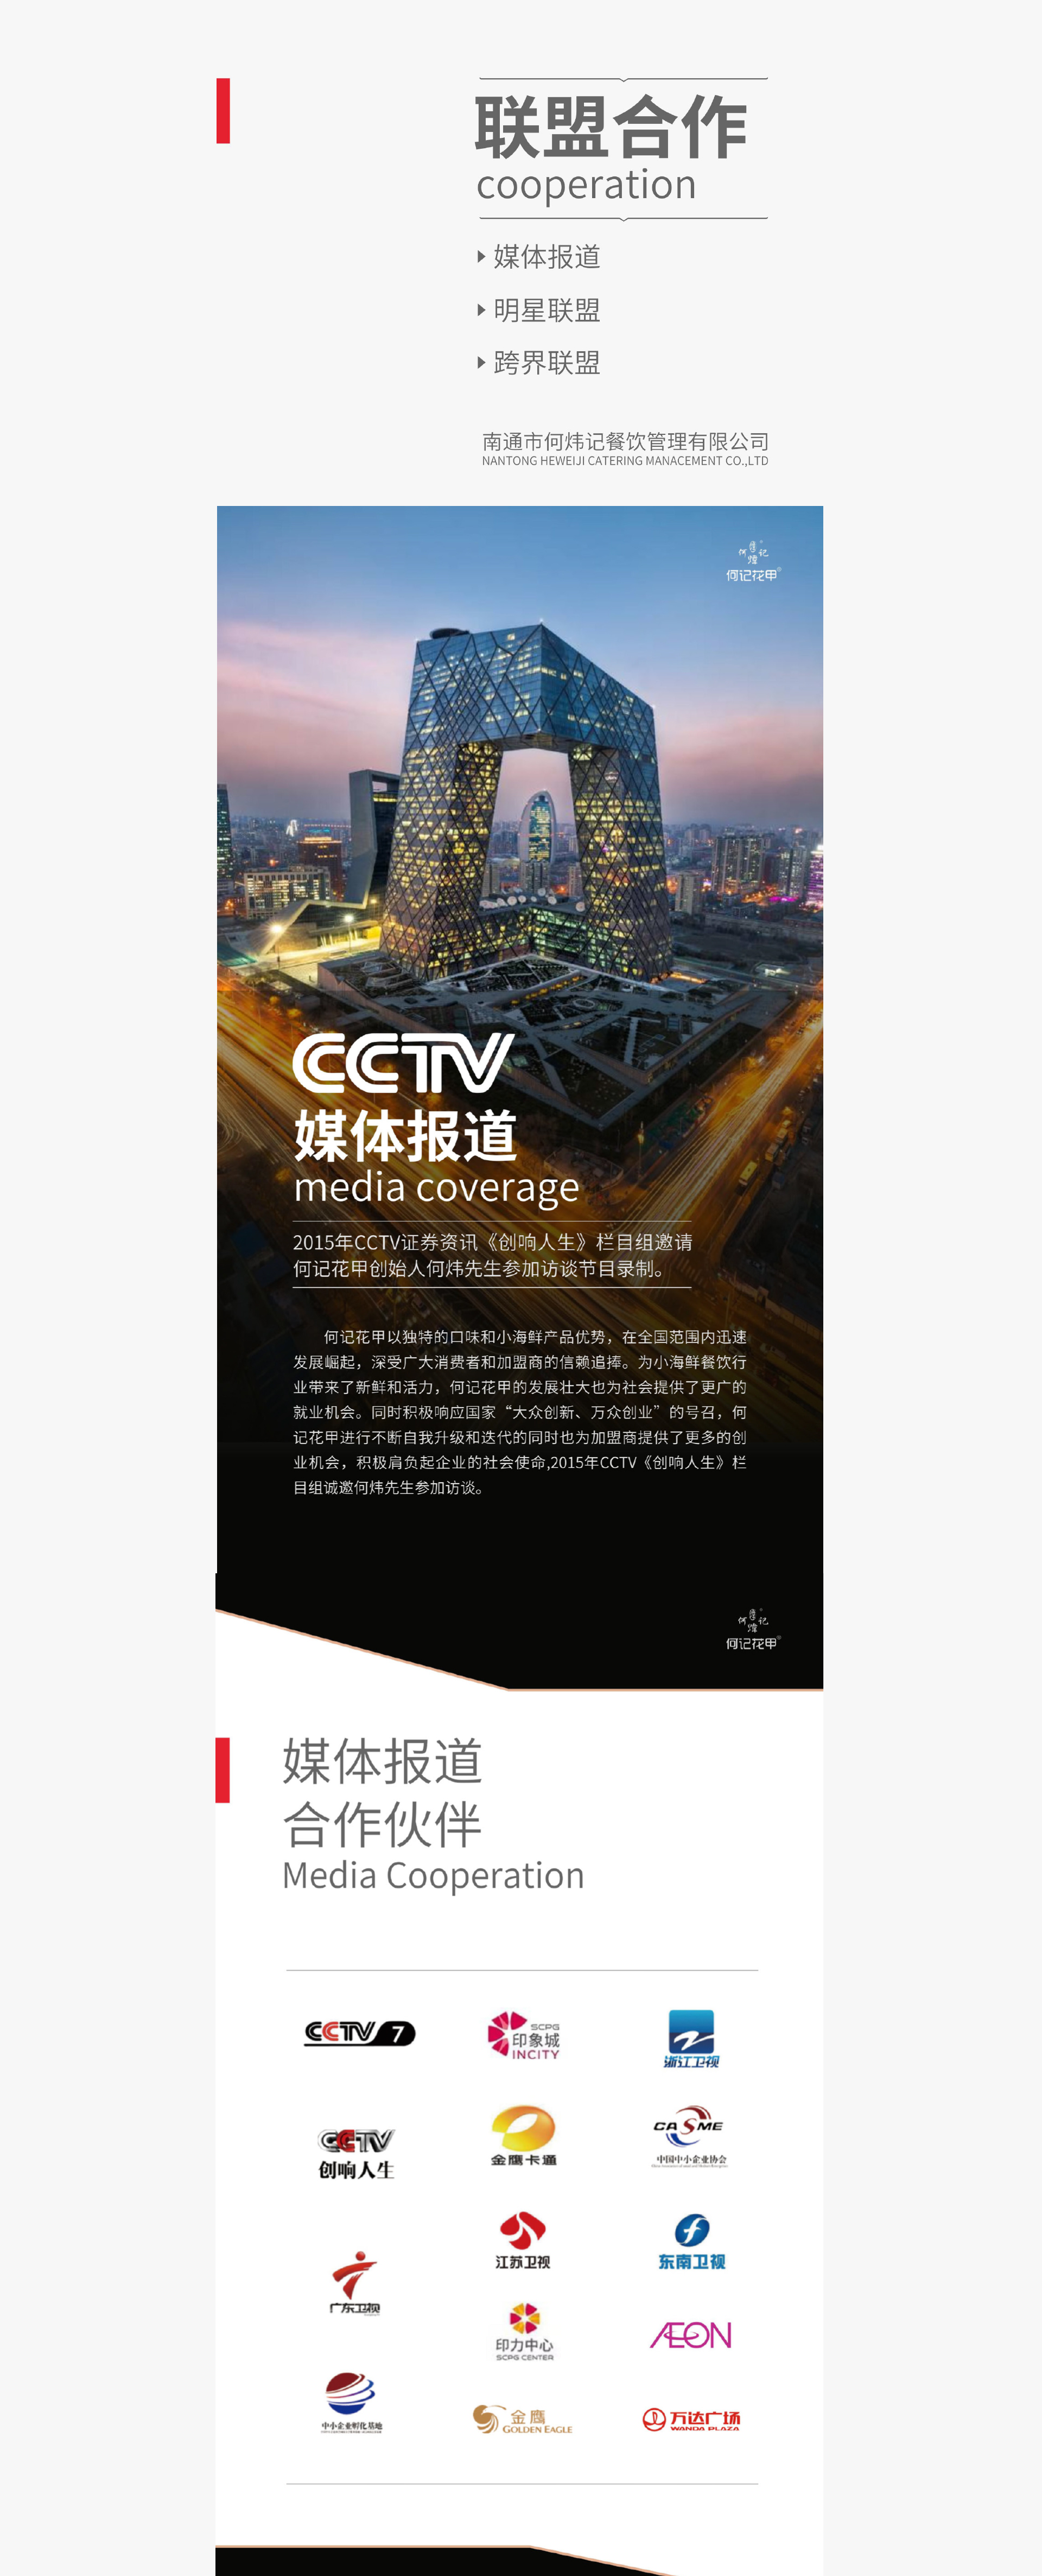 联盟合作
cooperation
媒体报道
明星联盟
跨界联盟
南通市何炜记餐饮管理有限公司
NANTONG HEWEIJI CATERING MANACEMENT CO.,LTD
何记花甲
CCTV
媒体报道
media coverage
2015年CCTV证券资讯《创响人生》栏目组邀请
何记花甲创始人何炜先生参加访谈节目录制。
何记花甲以独特的口味和小海鲜产品优势，在全国范围内迅速
发展崛起，深受广大消费者和加盟商的信赖追捧。为小海鲜餐饮行
业带来了新鲜和活力，何记花甲的发展壮大也为社会提供了更广的
就业机会。同时积极响应国家“大众创新、万众创业”的号召，何
记花甲进行不断自我升级和迭代的同时也为加盟商提供了更多的创
业机会，积极肩负起企业的社会使命,2015年CCTV《创响人生》栏
目组诚邀何炜先生参加访谈。
何记花甲
媒体报道
合作伙伴
Media Cooperation
CCTV 7
SCPG
印象城
INCITY
浙江卫视
CCTV
创响人生
金鹰卡通
CASME
中国中小企业协会
江苏卫视
东南卫视
广东卫视
印力中心
SCPG CENTER
ÆON
中小企业孵化基地
金鹰
GOLDEN EAGLE
万达广场
WANDA PLAZA